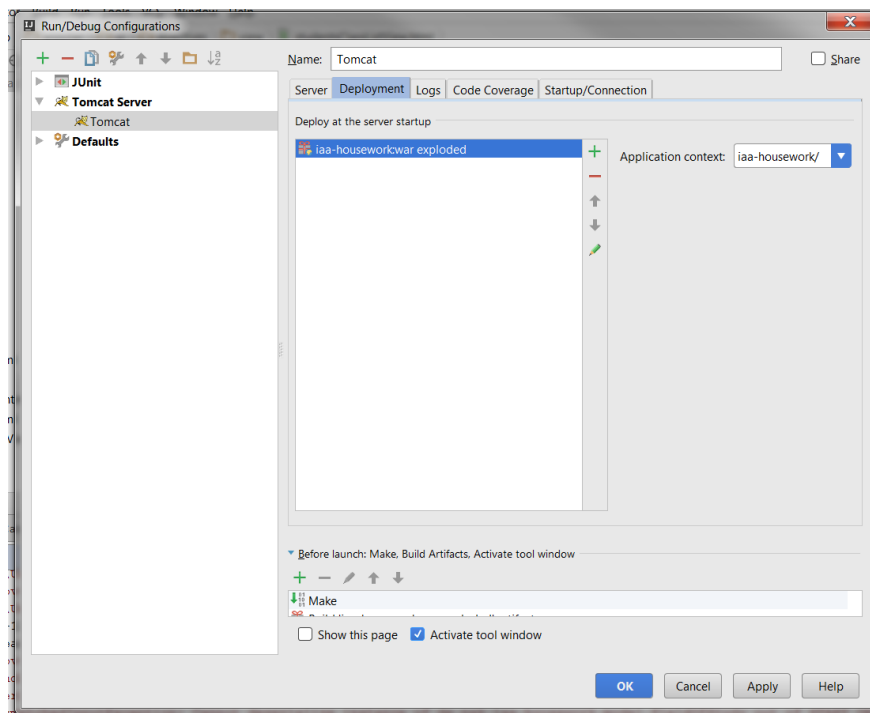 Run/Debug Configurations
Name: Tomcat
Share
JUnit
Tomcat Server
Tomcat
Defaults
Server Deployment Logs Code Coverage Startup/Connection
Deploy at the server startup
iaa-housework:war exploded
Application context: iaa-housework/
Before launch: Make, Build Artifacts, Activate tool window
Make
Show this page Activate tool window
OK Cancel Apply Help